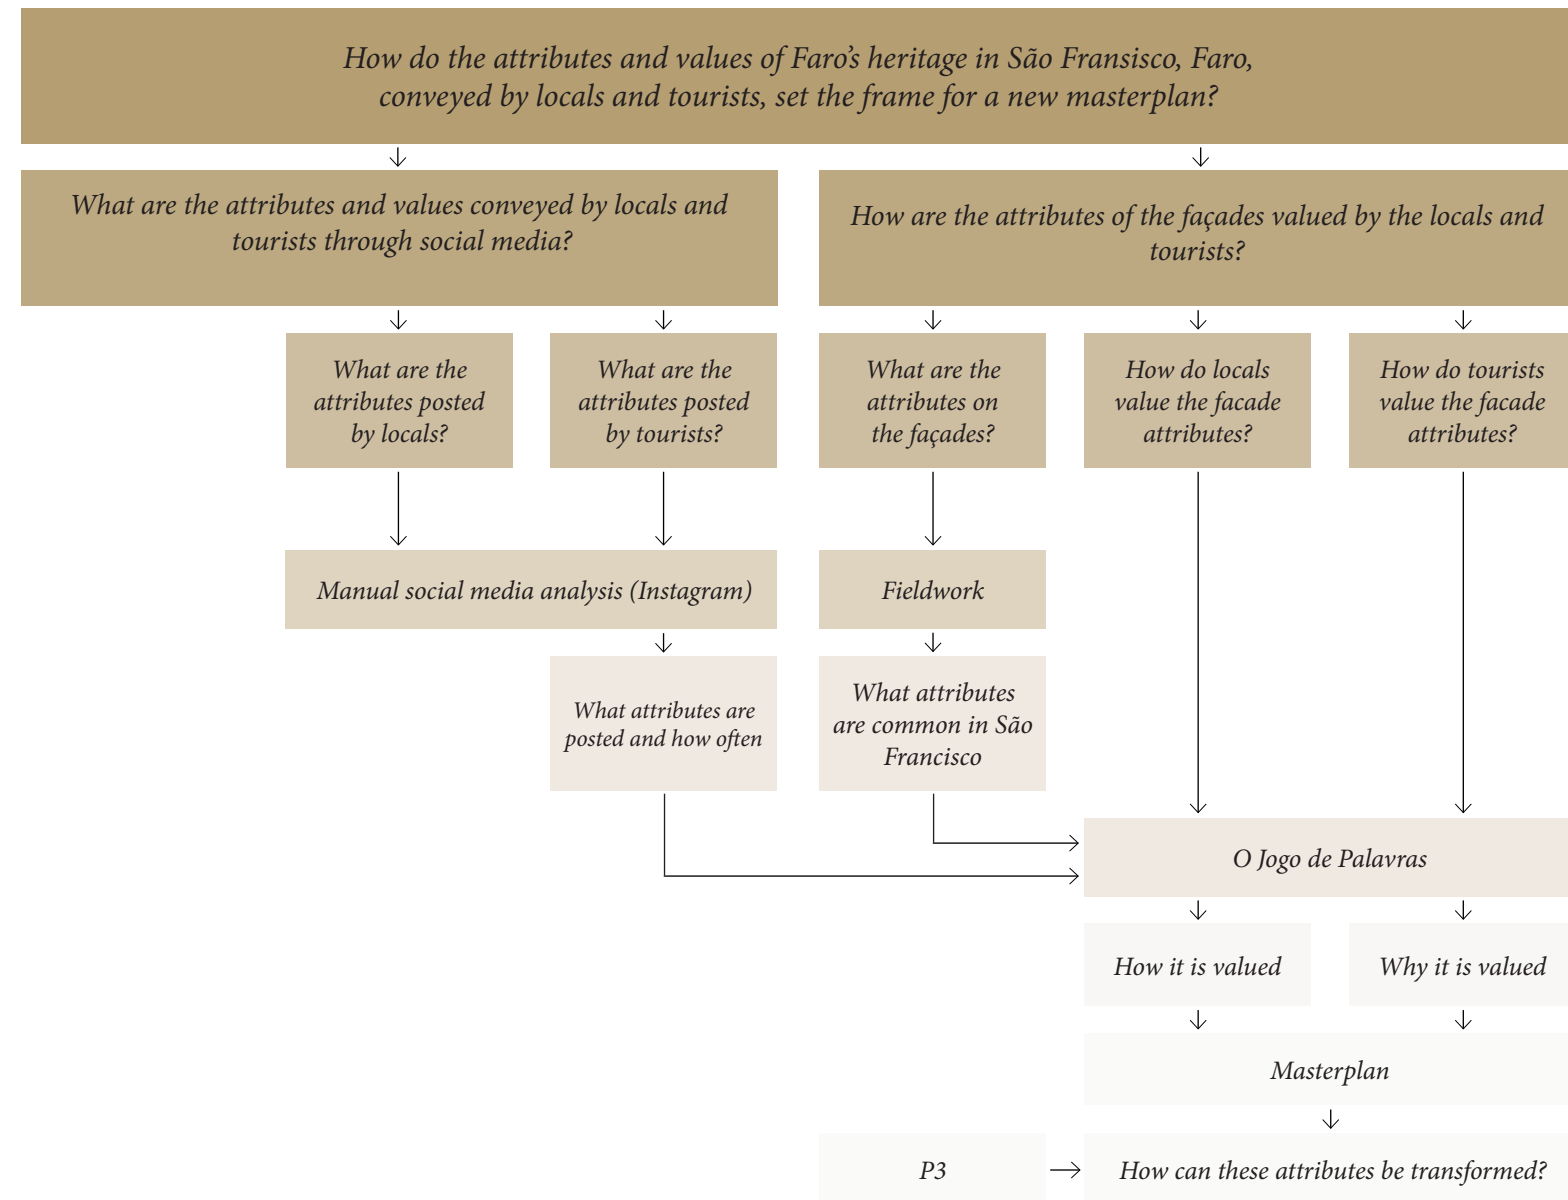 How do the attributes and values of Faro's heritage in São Fransisco, Faro,
conveyed by locals and tourists, set the frame for a new masterplan?
What are the attributes and values conveyed by locals and
tourists through social media?
How are the attributes of the façades valued by the locals and
tourists?
What are the
attributes posted
by locals?
What are the
attributes posted
by tourists?
What are the
attributes on
the façades?
How do locals
value the facade
attributes?
How do tourists
value the facade
attributes?
Manual social media analysis (Instagram)
Fieldwork
What attributes are
posted and how often
What attributes
are common in São
Francisco
O Jogo de Palavras
How it is valued
Why it is valued
Masterplan
P3
How can these attributes be transformed?